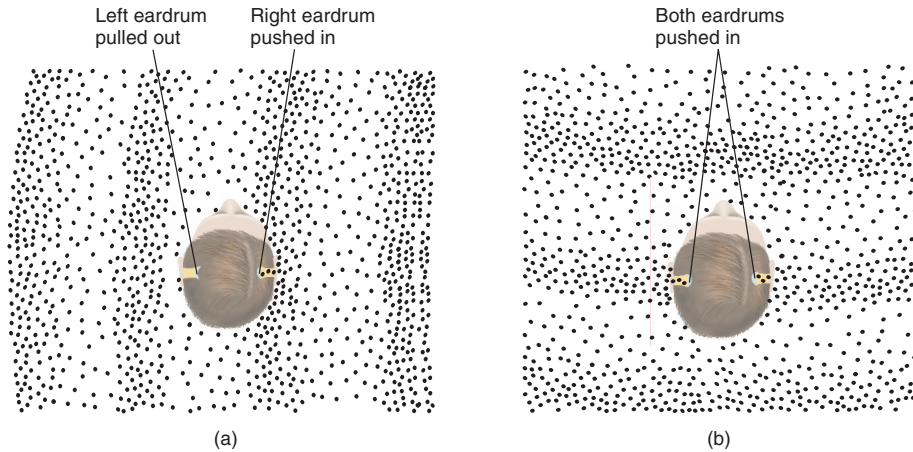 Left eardrum
pulled out
Right eardrum
pushed in
Both eardrums
pushed in
(a)
(b)